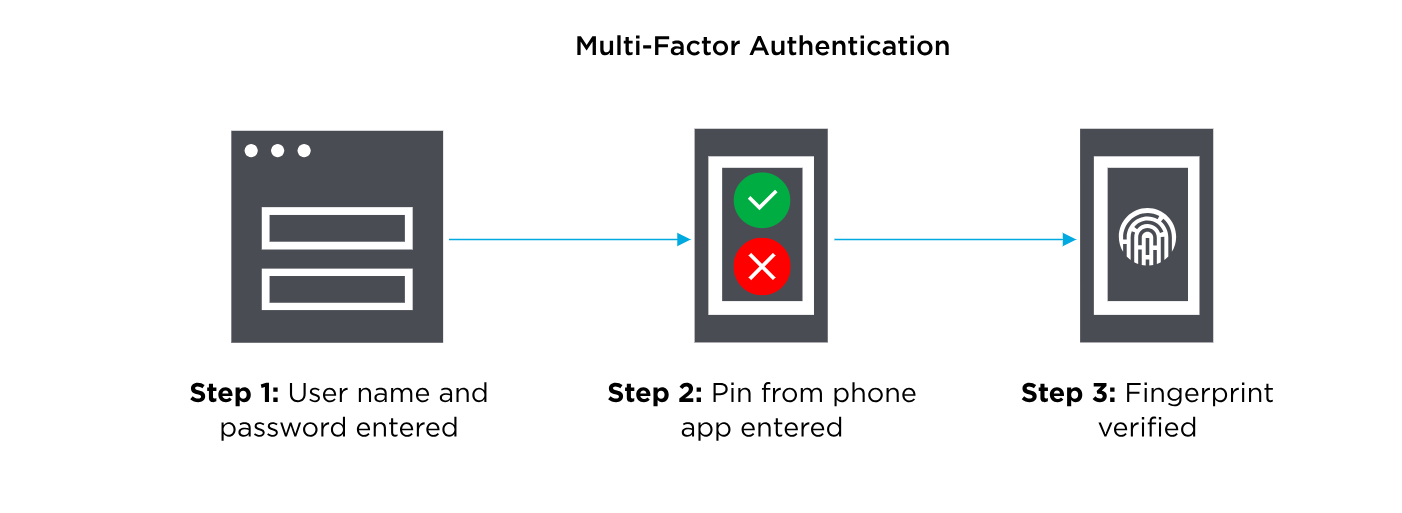 Multi-Factor Authentication
Step 1: User name and
password entered
Step 2: Pin from phone
app entered
Step 3: Fingerprint
verified